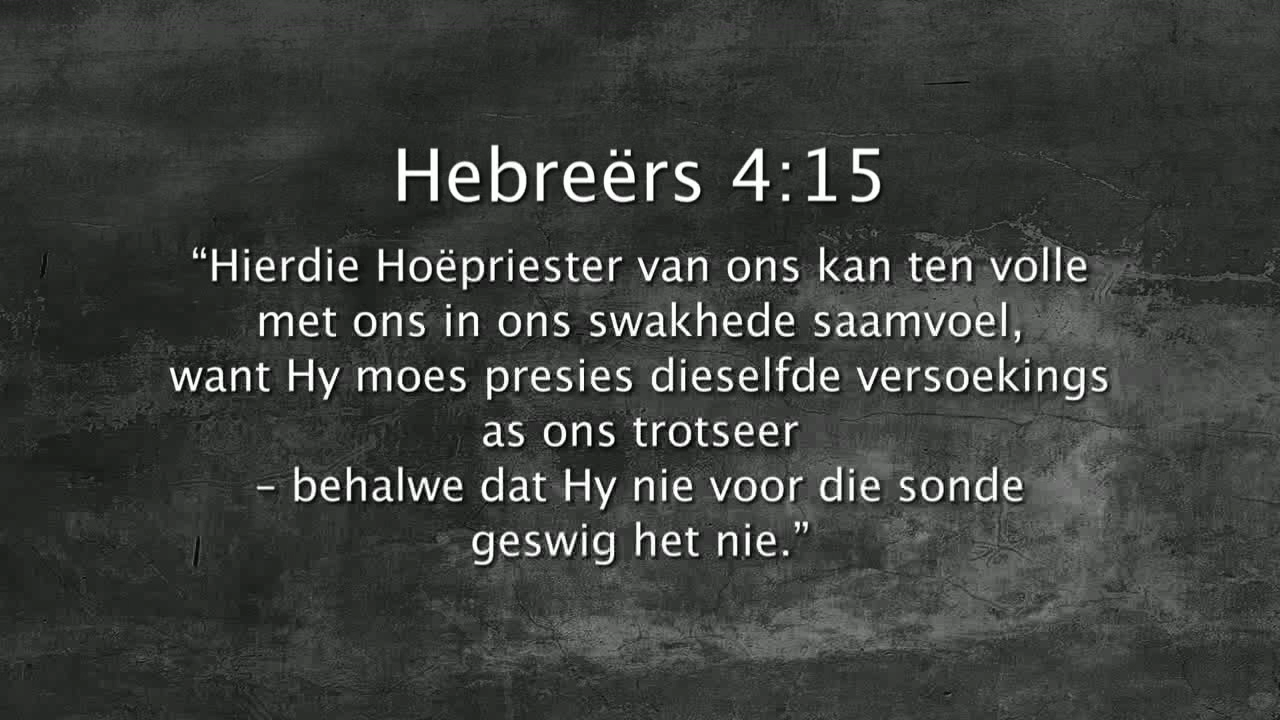 Hebreërs 4:15
“Hierdie Hoëpriester van ons kan ten volle
met ons in ons swakhede saamvoel,
want Hy moes presies dieselfde versoekings
as ons trotseer
– behalwe dat Hy nie voor die sonde
geswig het nie.”